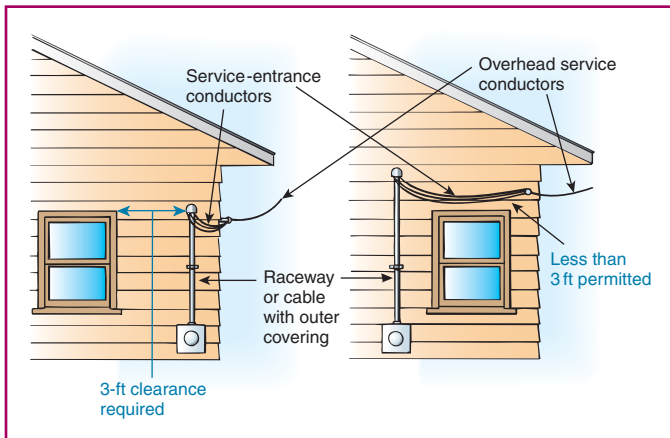 Service-entrance
conductors
Overhead service
conductors
Less than
3 ft permitted
Raceway
or cable
with outer
covering
3-ft clearance
required